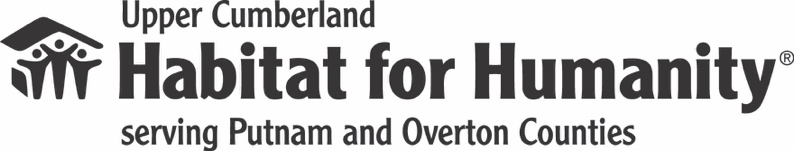 Upper Cumberland
Habitat for Humanity®
serving Putnam and Overton Counties